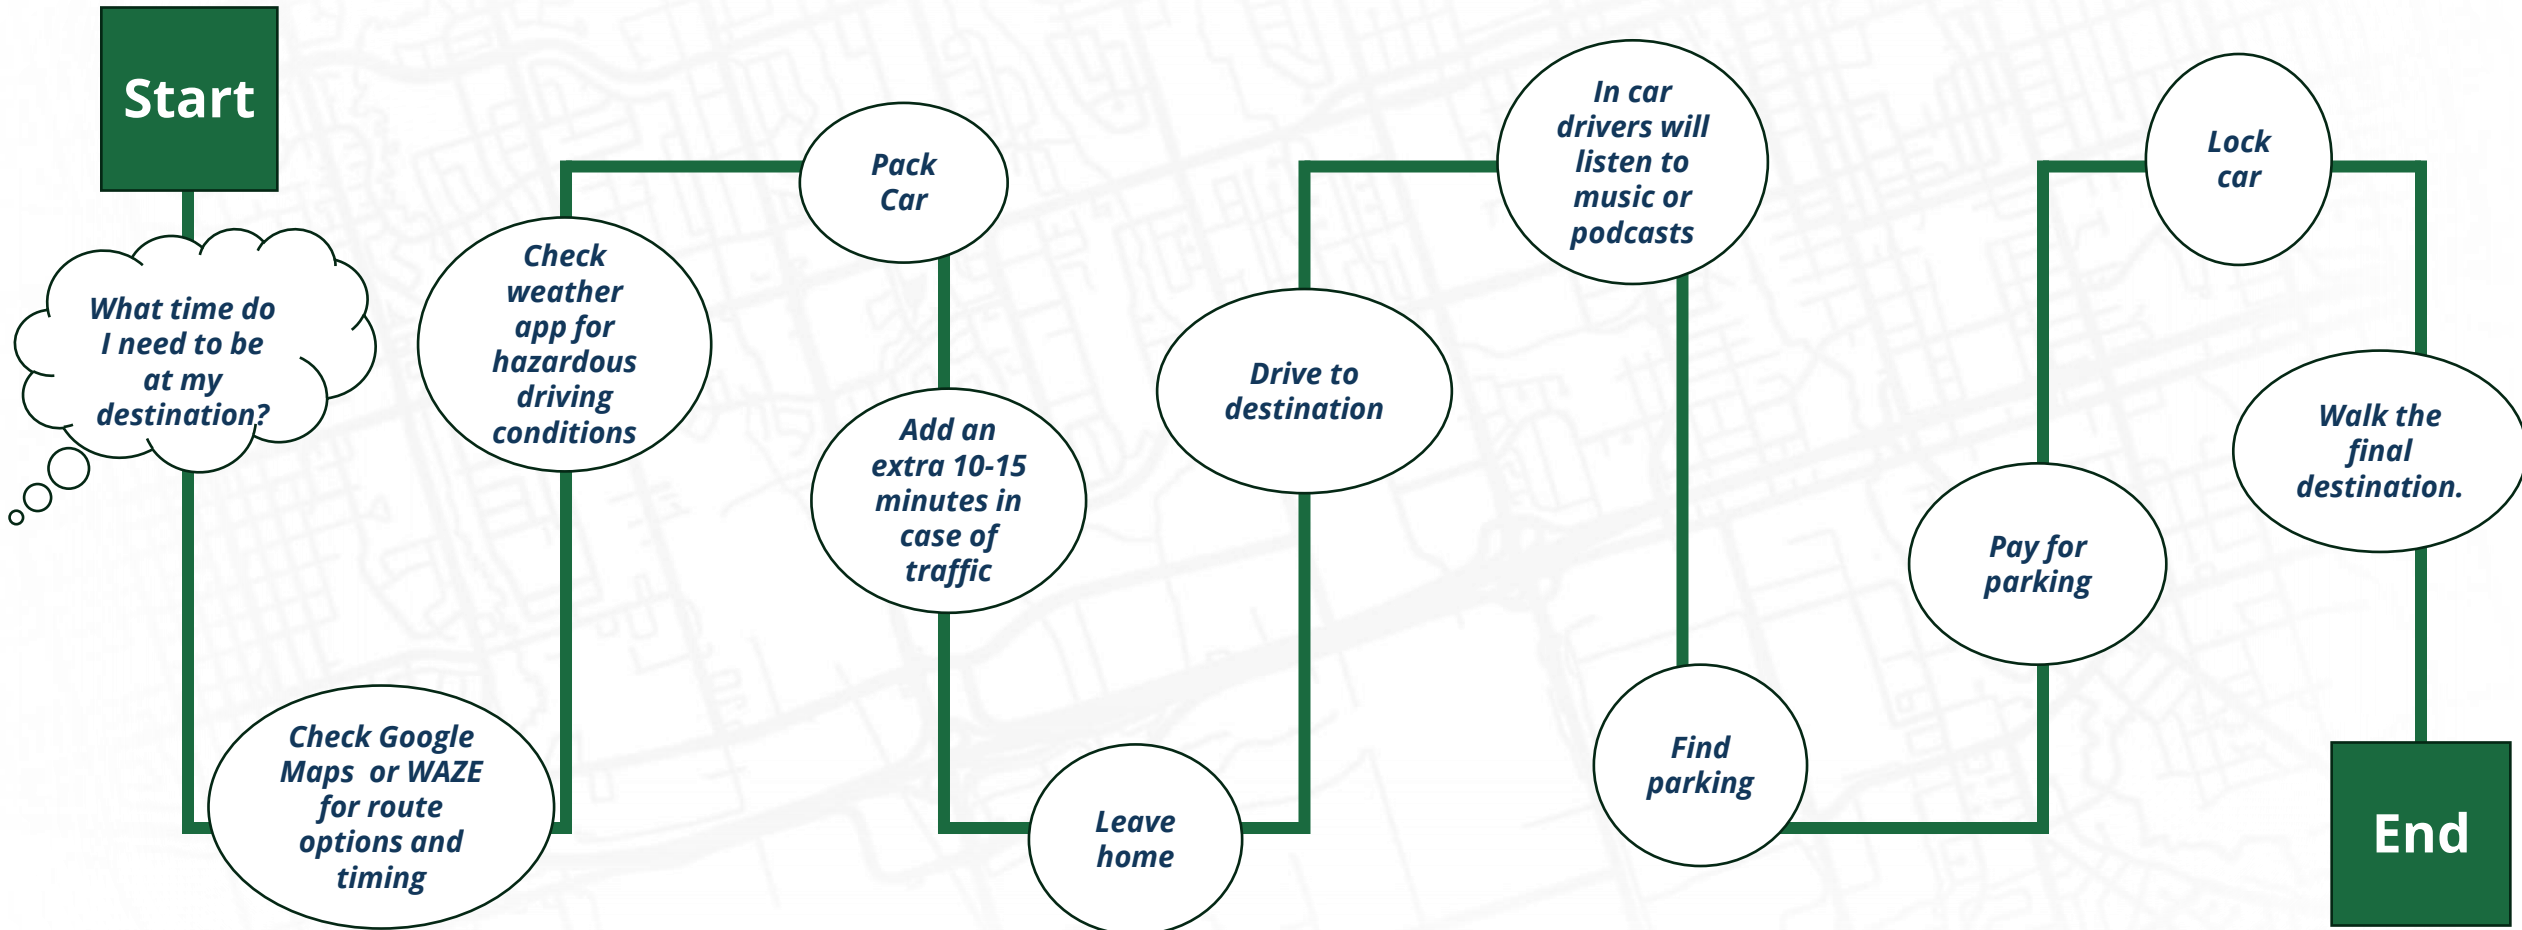 Start
What time do
I need to be
at my
destination?
Check Google
Maps or WAZE
for route
options and
timing
Check
weather
app for
hazardous
driving
conditions
Pack
Car
Add an
extra 10-15
minutes in
case of
traffic
Leave
home
Drive to
destination
In car
drivers will
listen to
music or
podcasts
Find
parking
Pay for
parking
Lock
car
Walk the
final
destination.
End